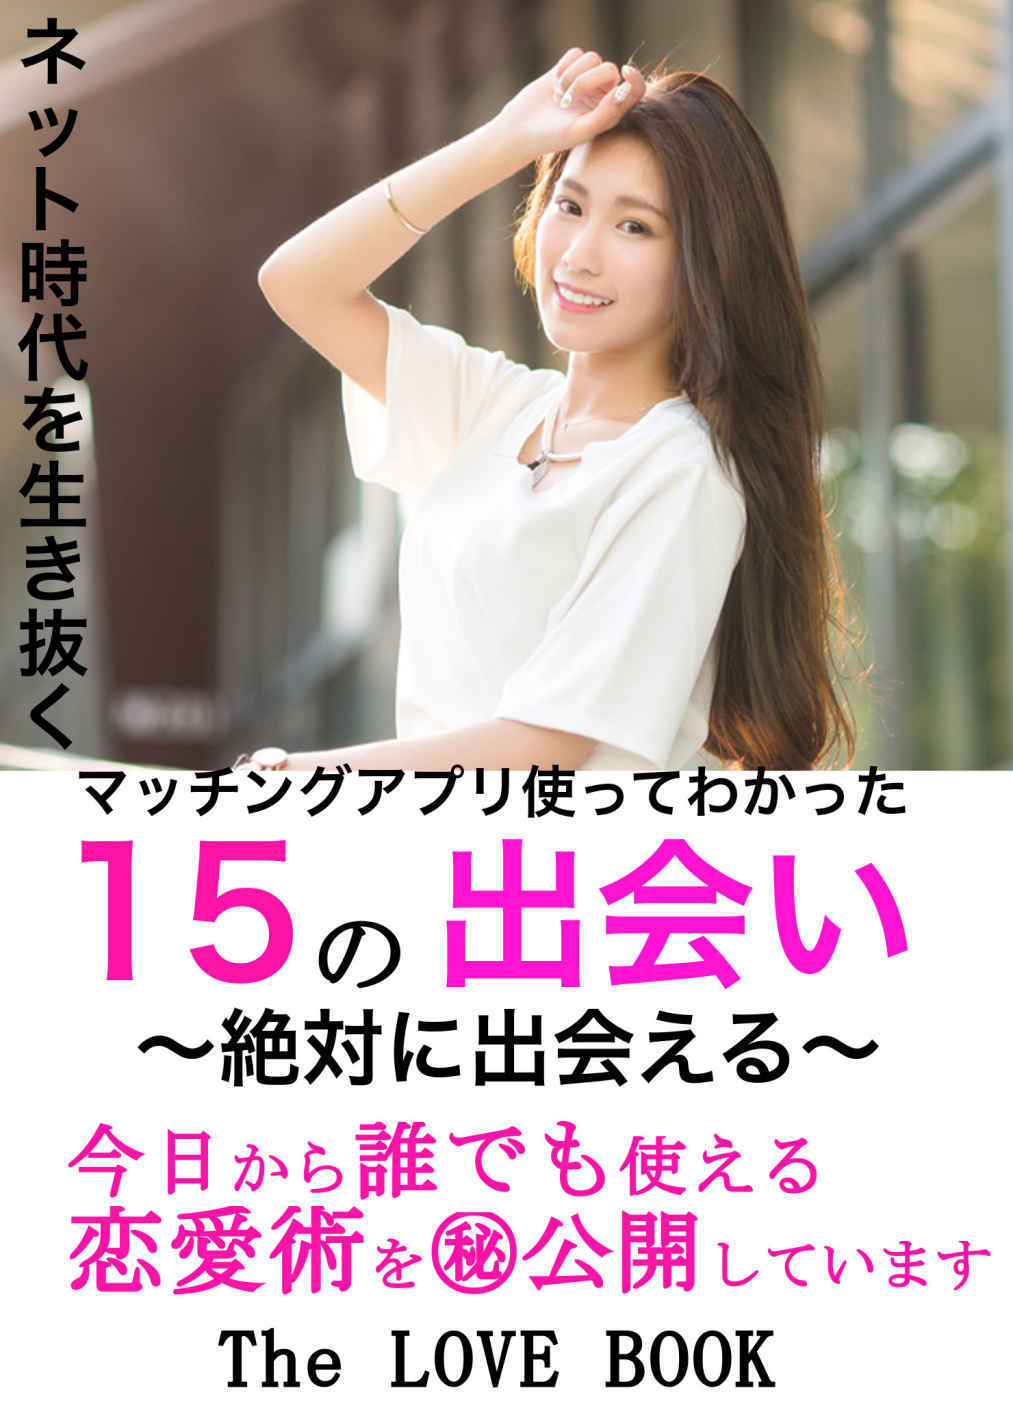 ネット時代を生き抜く
マッチングアプリ使ってわかった
15の出会い
〜絶対に出会える〜
今日から誰でも使える
恋愛術を㊙公開しています
The LOVE BOOK